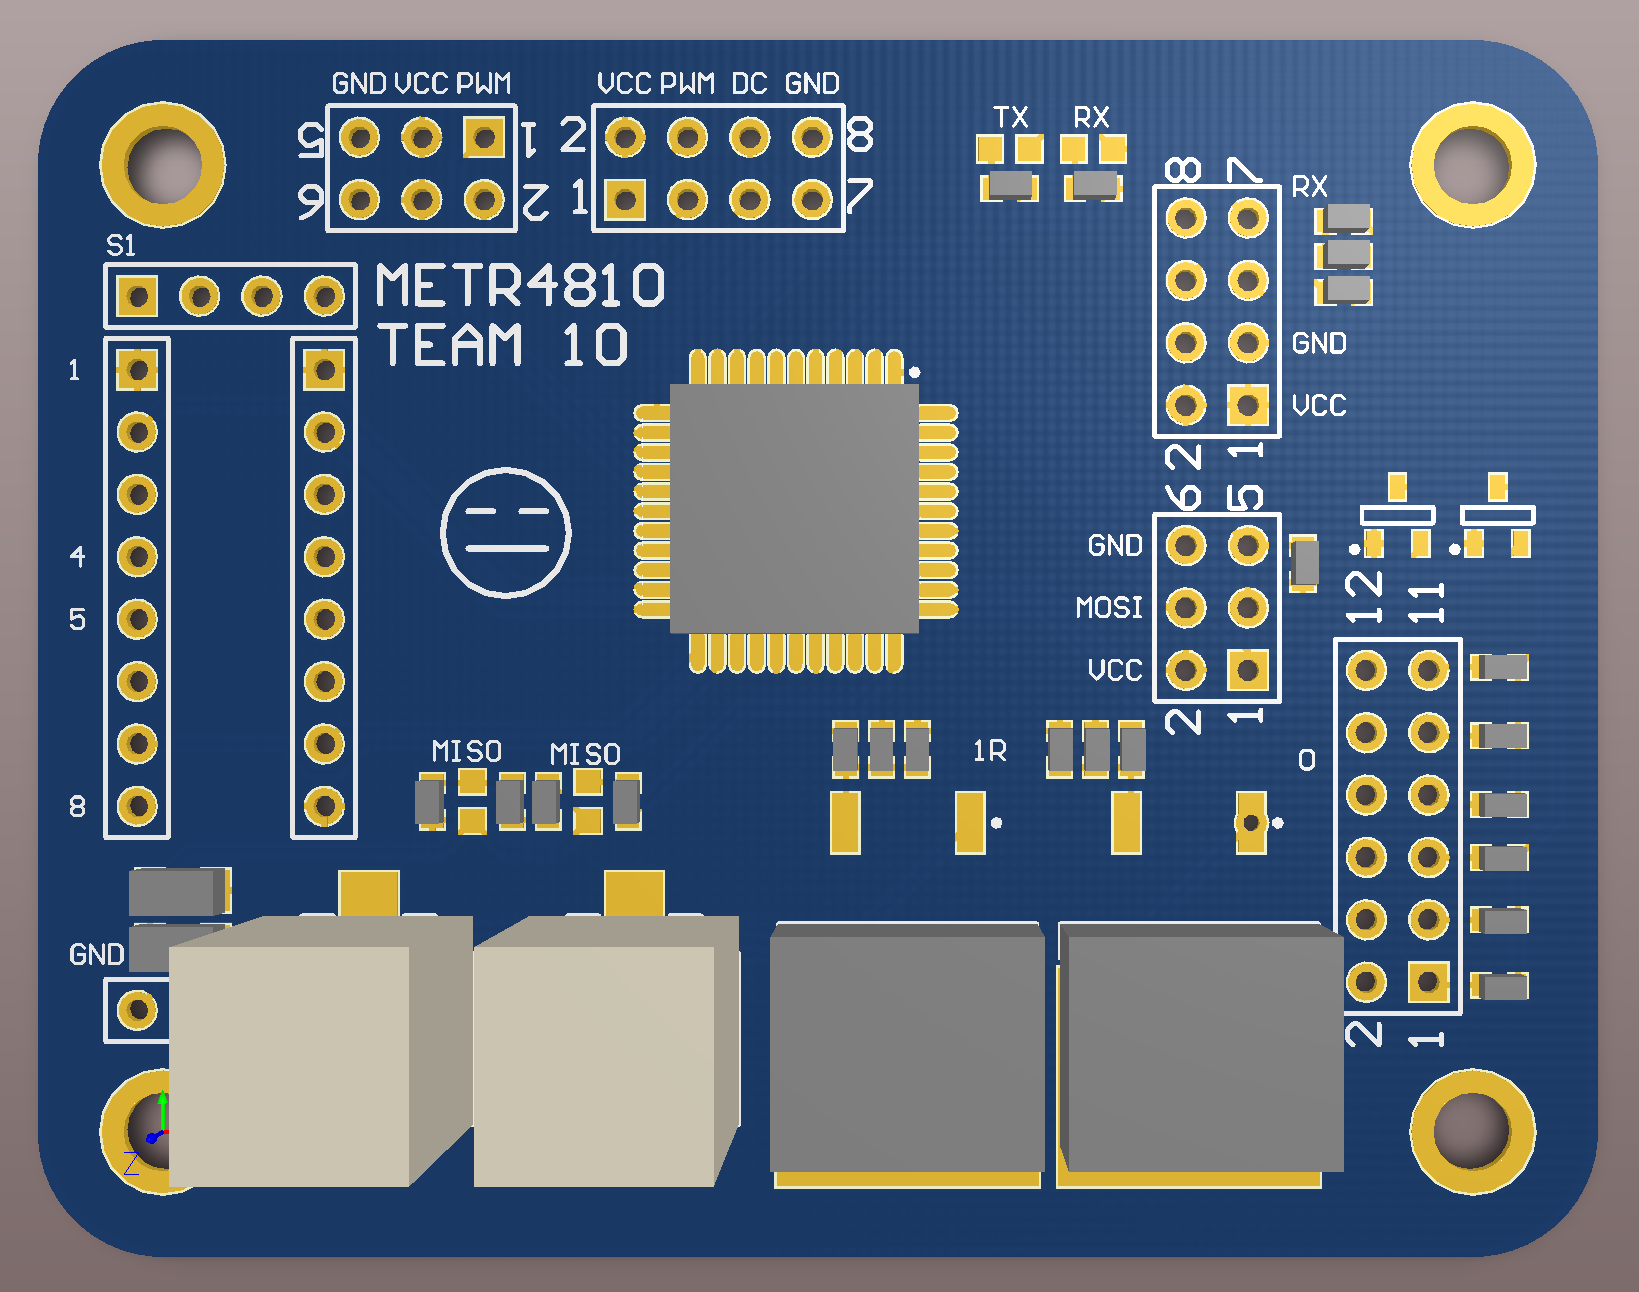 GND VCC PWM
VCC PWM DC GND
5 1 2 8
6 2 1 7
TX RX
8 7
RX
S1
METR4810
TEAM 10
GND
VCC
1
2 1
6 5
4
GND
12 11
5
MOSI
VCC
2 1
MISO MISO
1R
0
8
GND
2 1
Z